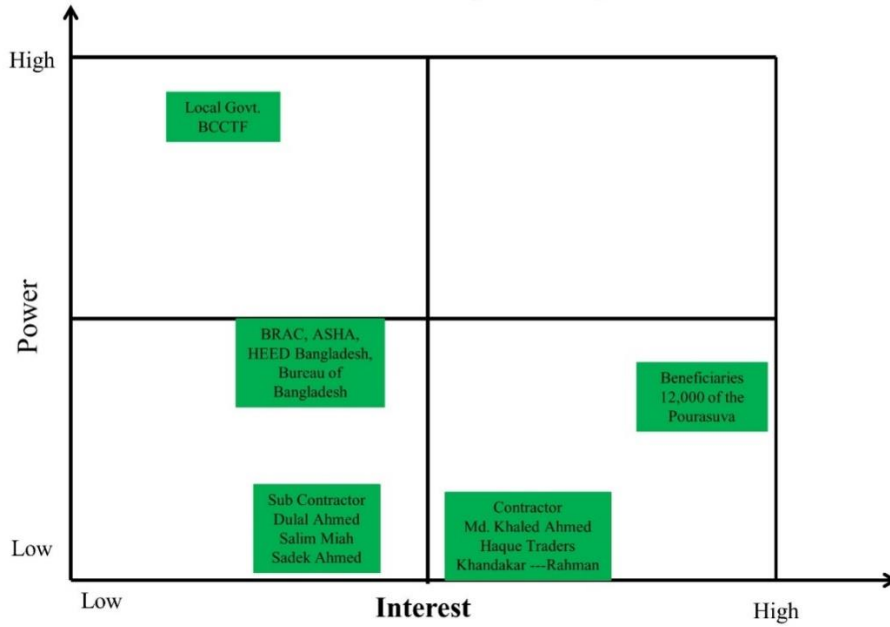 High
Local Govt.
BCCTF
Power
BRAC, ASHA,
HEED Bangladesh,
Bureau of
Bangladesh
Beneficiaries
12,000 of the
Pourasuva
Sub Contractor
Dulal Ahmed
Salim Miah
Sadek Ahmed
Contractor
Md. Khaled Ahmed
Haque Traders
Khandakar ---Rahman
Low
Low
Interest
High